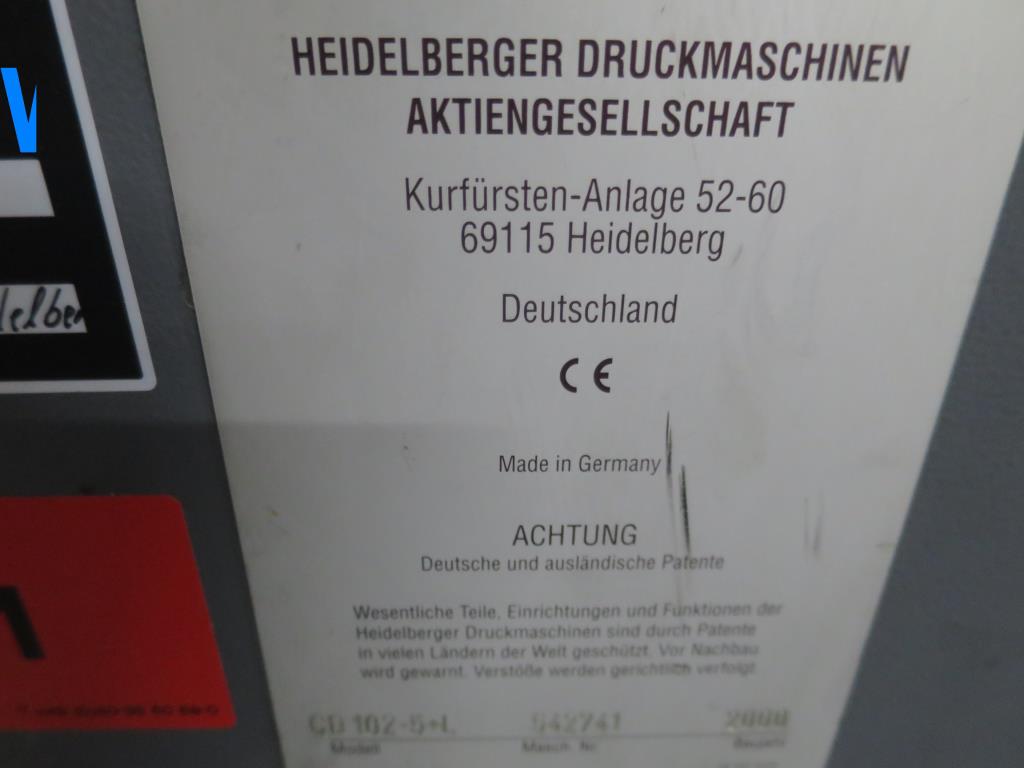 HEIDELBERGER DRUCKMASCHINEN
AKTIENGESELLSCHAFT
Kurfürsten-Anlage 52-60
69115 Heidelberg
Deutschland
CE
Made in Germany
ACHTUNG
Deutsche und ausländische Patente
Wesentliche Teile, Einrichtungen und Funktionen der
Heidelberger Druckmaschinen sind durch Patente
in vielen Ländern der Welt geschützt. Vor Nachbau
wird gewarnt. Verstöße werden gerichtlich verfolgt.
CD 102-5+L 542741 2000
Modell Masch. Nr. Baujahr